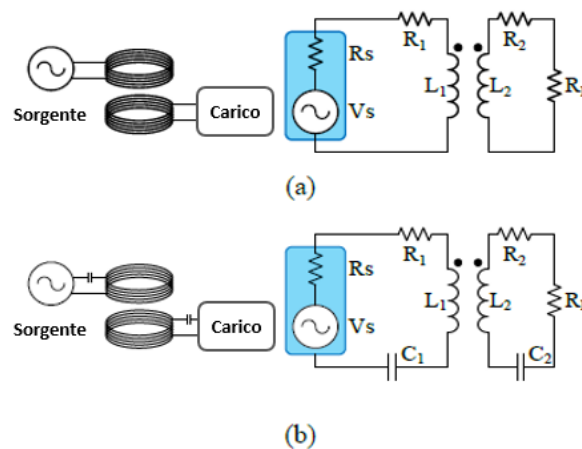 Sorgente
Carico
Rs
Vs
R₁
L₁
L₂
R₂
(a)
Sorgente
Carico
Rs
Vs
R₁
L₁
C₁
L₂
R₂
C₂
(b)